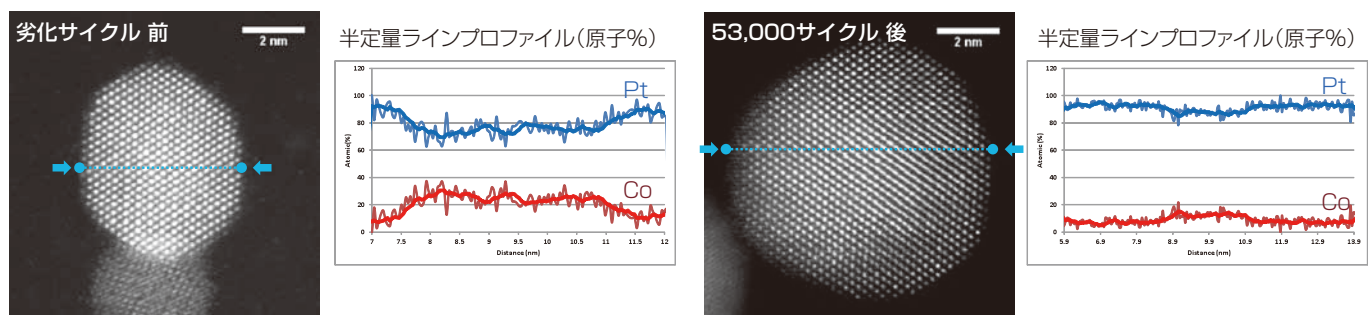 劣化サイクル 前
2 nm
半定量ラインプロファイル(原子%)
120
100
80
60
40
20
0
Atomic(%)
Pt
Co
7 7.5 8 8.5 9 9.5 10 10.5 11 11.5 12
Distance (nm)
53,000サイクル 後
2 nm
半定量ラインプロファイル(原子%)
120
100
80
60
40
20
0
Atomic (%)
Pt
Co
5.9 6.9 7.9 8.9 9.9 10.9 11.9 12.9 13.9
Distance (nm)